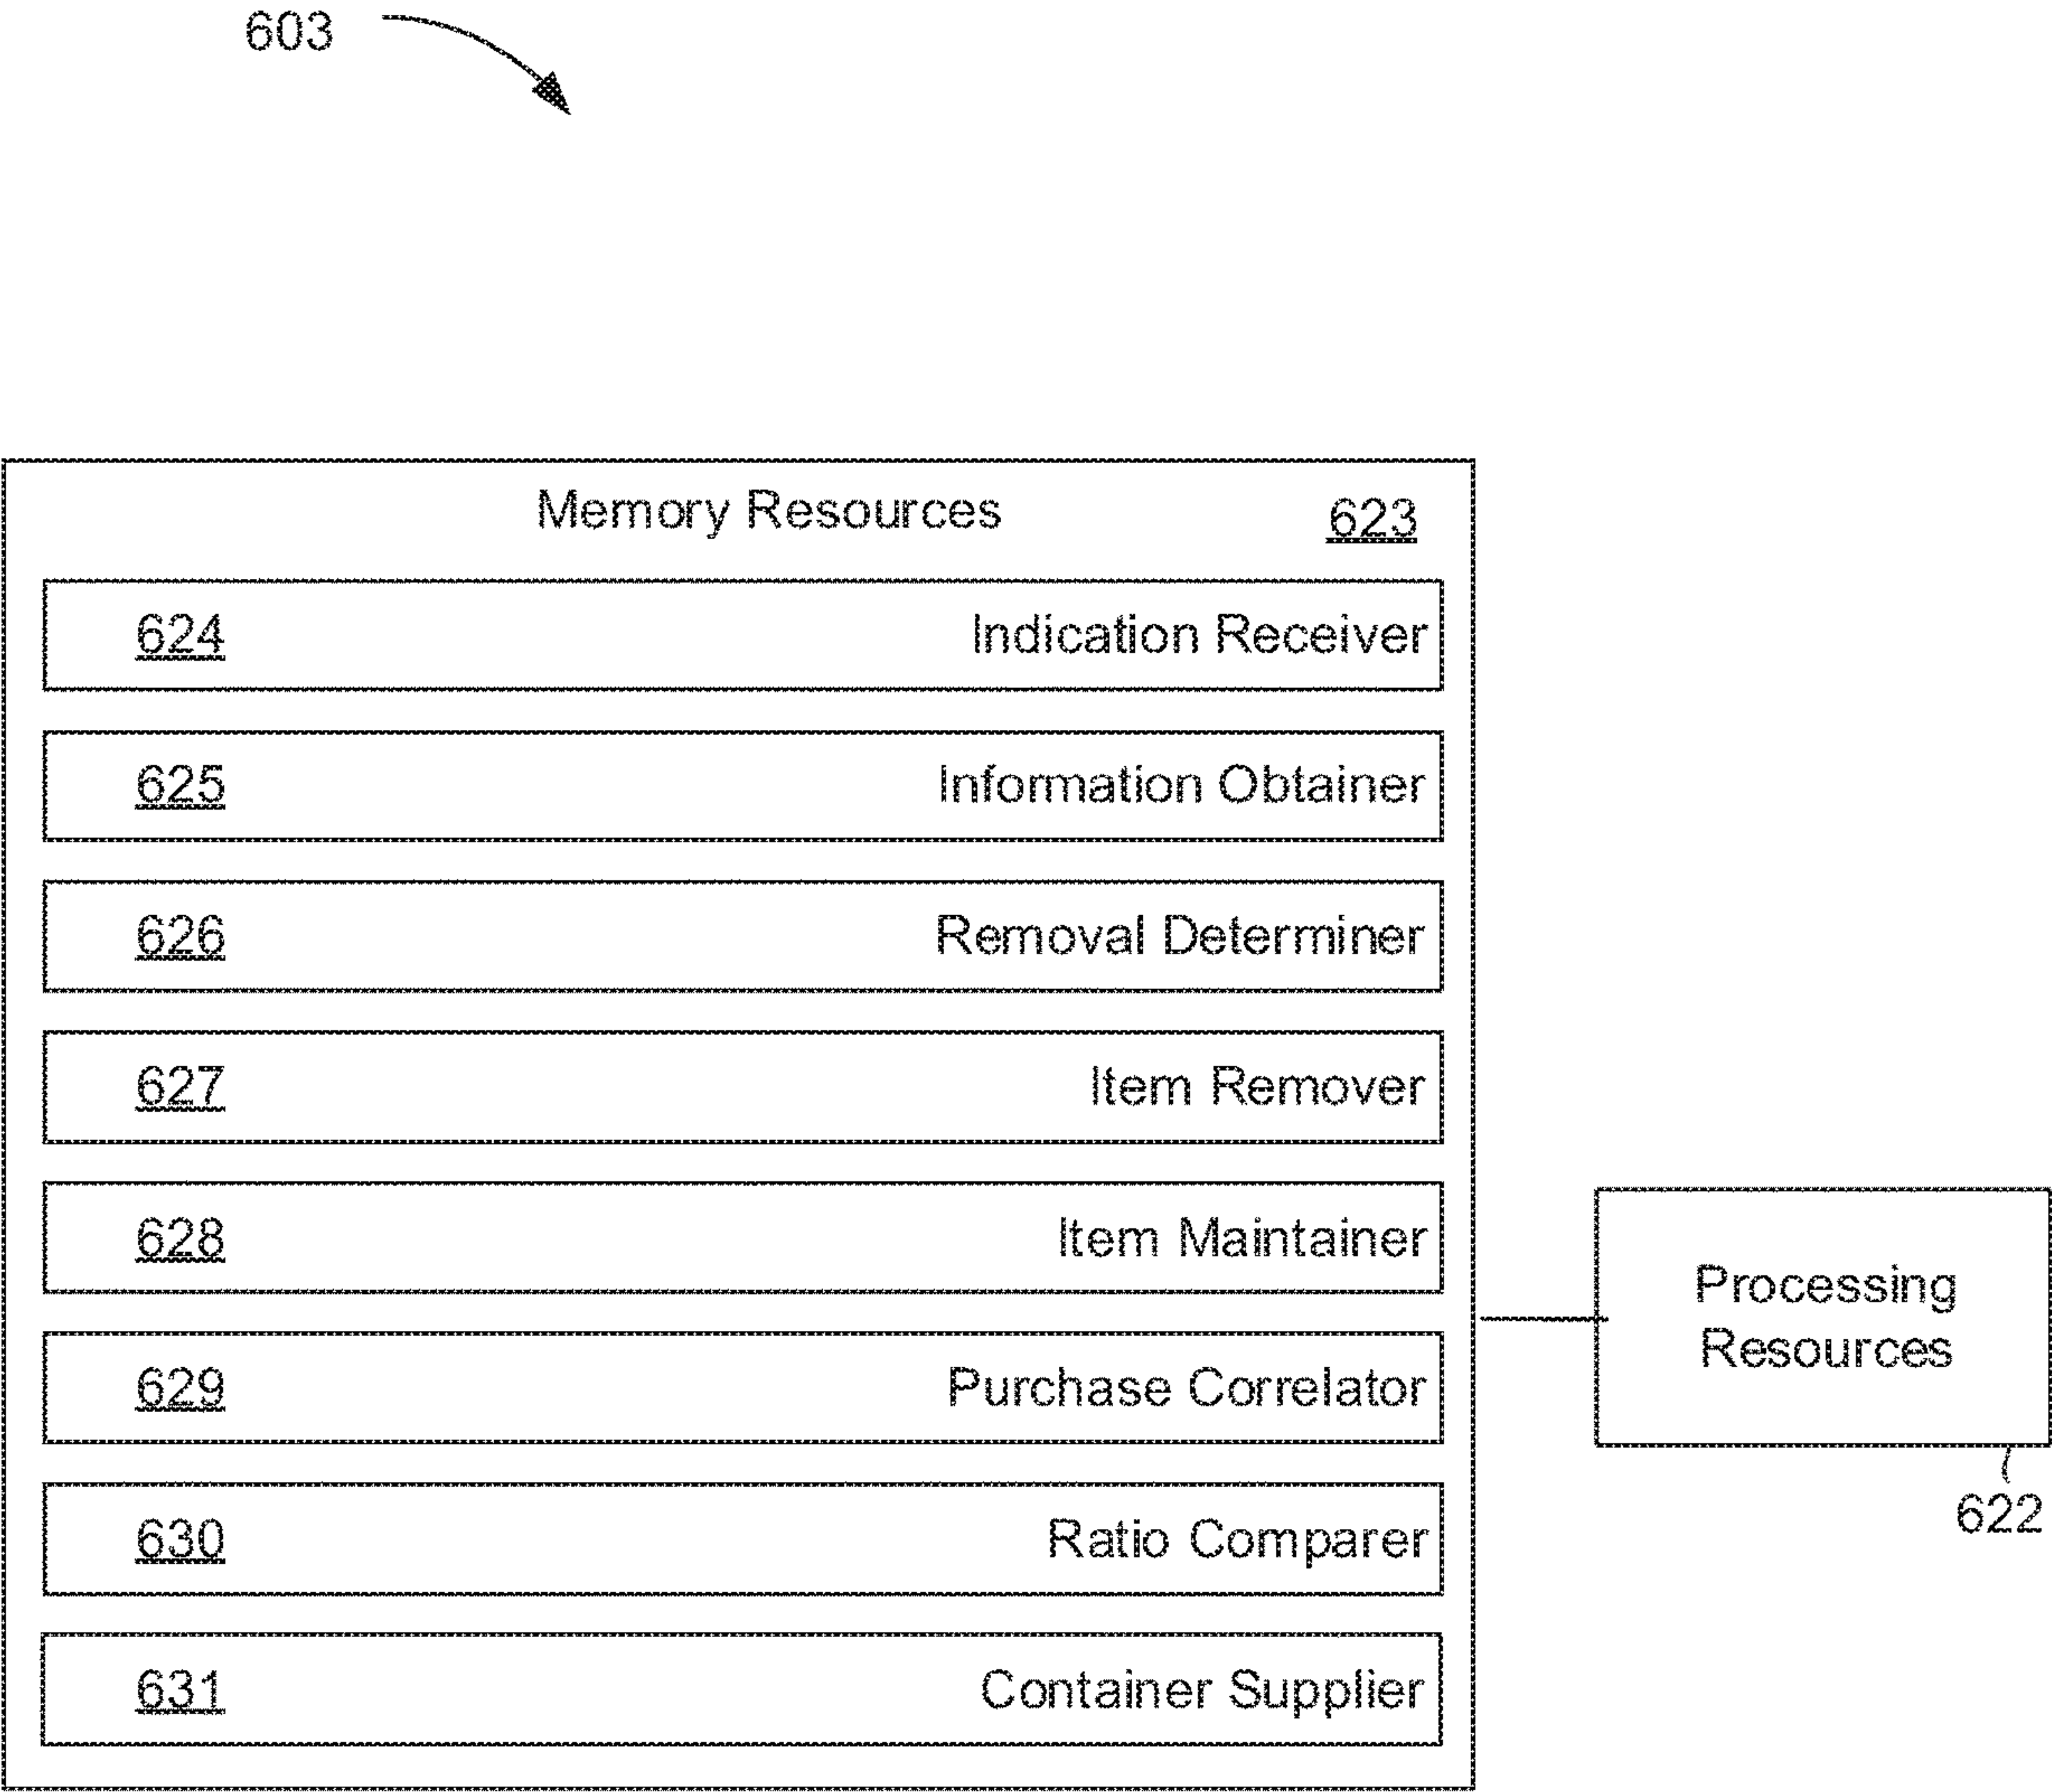 603
Memory Resources 623
624 Indication Receiver
625 Information Obtainer
626 Removal Determiner
627 Item Remover
628 Item Maintainer
629 Purchase Correlator
630 Ratio Comparer
631 Container Supplier
Processing
Resources
622